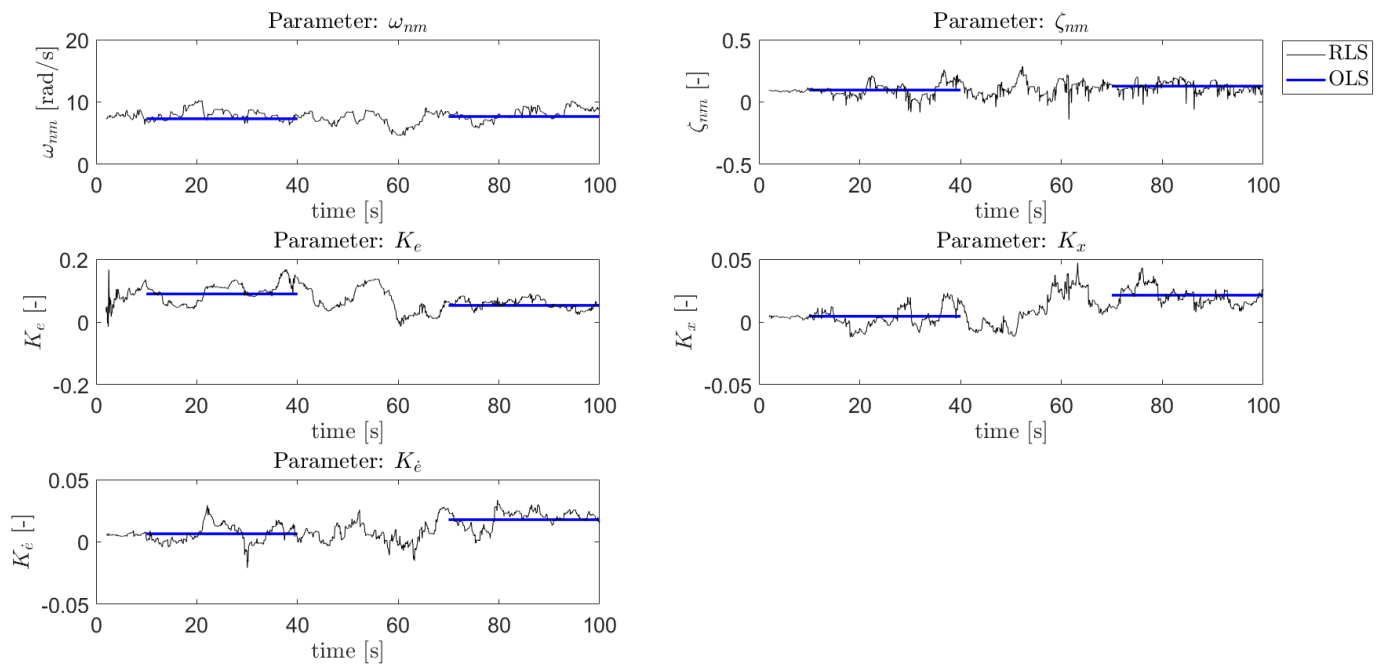 Parameter: ω_nm
20
10
0
ω_nm [rad/s]
0 20 40 60 80 100
time [s]
Parameter: ζ_nm
0.5
0
-0.5
ζ_nm [-]
0 20 40 60 80 100
time [s]
RLS
OLS
Parameter: K_e
0.2
0
-0.2
K_e [-]
0 20 40 60 80 100
time [s]
Parameter: K_x
0.05
0
-0.05
K_x [-]
0 20 40 60 80 100
time [s]
Parameter: K_ė
0.05
0
-0.05
K_ė [-]
0 20 40 60 80 100
time [s]